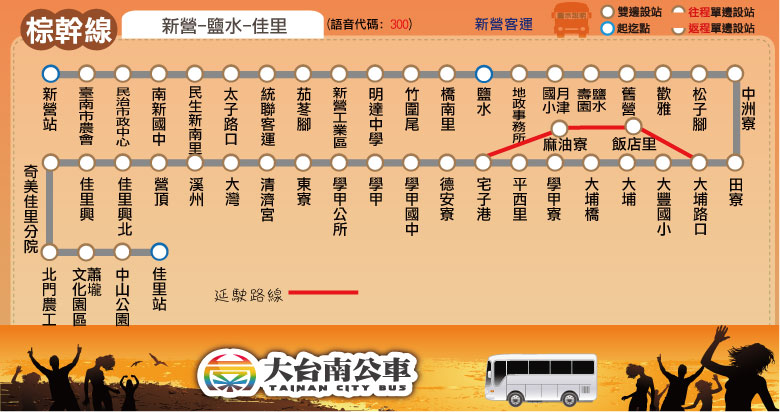 棕幹線
新營-鹽水-佳里
(語音代碼: 300)
新營客運
雙邊設站
往程單邊設站
起迄點
返程單邊設站
新營站
臺南市農會
民治市政中心
南新國中
民生新南里
太子路口
統聯客運
茄苳腳
新營工業區
明達中學
竹圍尾
橋南里
鹽水
地政事務所
月津國小
鹽水壽園
舊營
歡雅
松子腳
中洲寮
麻油寮
飯店里
奇美佳里分院
佳里興
佳里興北
營頂
溪州
大灣
清濟宮
東寮
學甲公所
學甲
學甲國中
德安寮
宅子港
平西里
學甲寮
大埔橋
大埔
大豐國小
大埔路口
田寮
北門農工
蕭壠文化園區
中山公園
佳里站
延駛路線
大台南公車
TAINAN CITY BUS